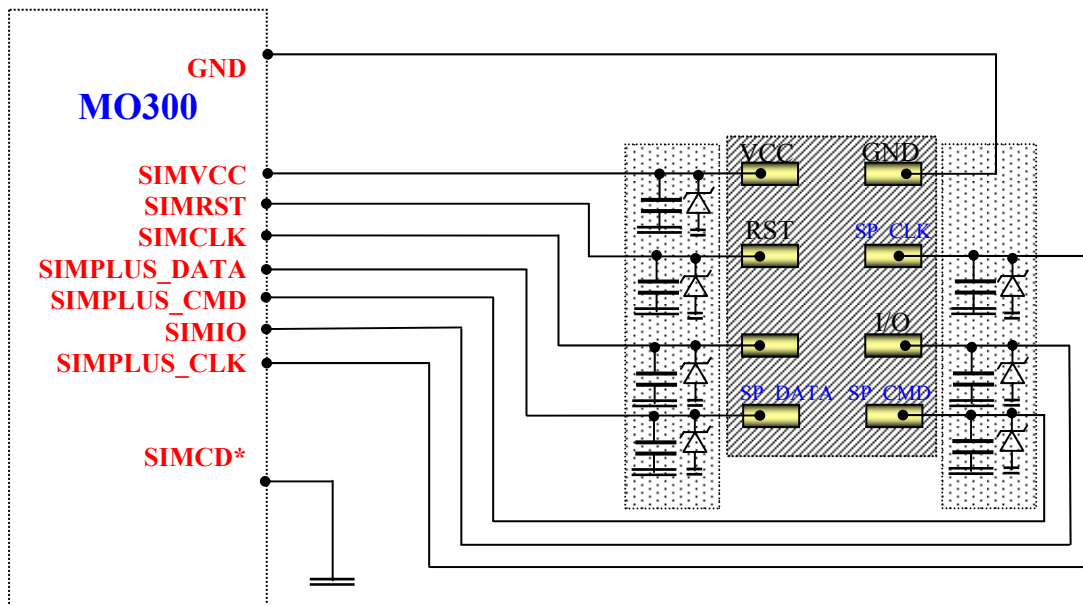 GND
MO300
SIMVCC
SIMRST
SIMCLK
SIMPLUS_DATA
SIMPLUS_CMD
SIMIO
SIMPLUS_CLK
SIMCD*
VCC GND
RST SP_CLK
I/O
SP_DATA SP_CMD